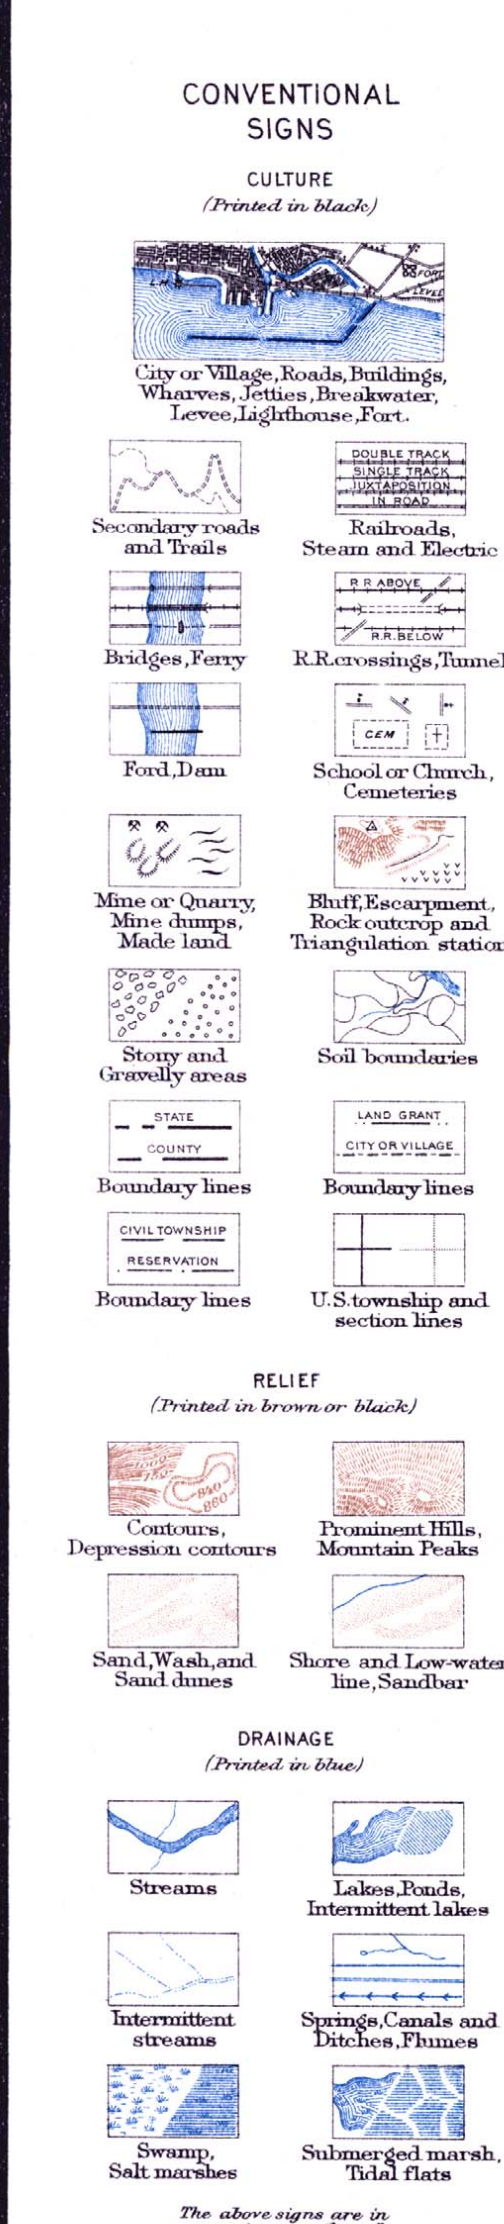 CONVENTIONAL
SIGNS
CULTURE
(Printed in black)
L.H.
FORT
LEVEE
City or Village, Roads, Buildings,
Wharves, Jetties, Breakwater,
Levee, Lighthouse, Fort.
DOUBLE TRACK
SINGLE TRACK
JUXTAPOSITION
IN ROAD
Secondary roads
and Trails
Railroads,
Steam and Electric
R R ABOVE
R.R.BELOW
Bridges, Ferry
R.R.crossings, Tunnel
CEM
Ford, Dam
School or Church,
Cemeteries
Mine or Quarry,
Mine dumps,
Made land
Bluff, Escarpment,
Rock outcrop and
Triangulation station
Stony and
Gravelly areas
Soil boundaries
STATE
COUNTY
Boundary lines
LAND GRANT
CITY OR VILLAGE
Boundary lines
CIVIL TOWNSHIP
RESERVATION
Boundary lines
U.S. township and
section lines
RELIEF
(Printed in brown or black)
1000
750
840
860
Contours,
Depression contours
Prominent Hills,
Mountain Peaks
Sand, Wash, and
Sand dunes
Shore and Low-water
line, Sandbar
DRAINAGE
(Printed in blue)
Streams
Lakes, Ponds,
Intermittent lakes
Intermittent
streams
Springs, Canals and
Ditches, Flumes
Swamp,
Salt marshes
Submerged marsh,
Tidal flats
The above signs are in